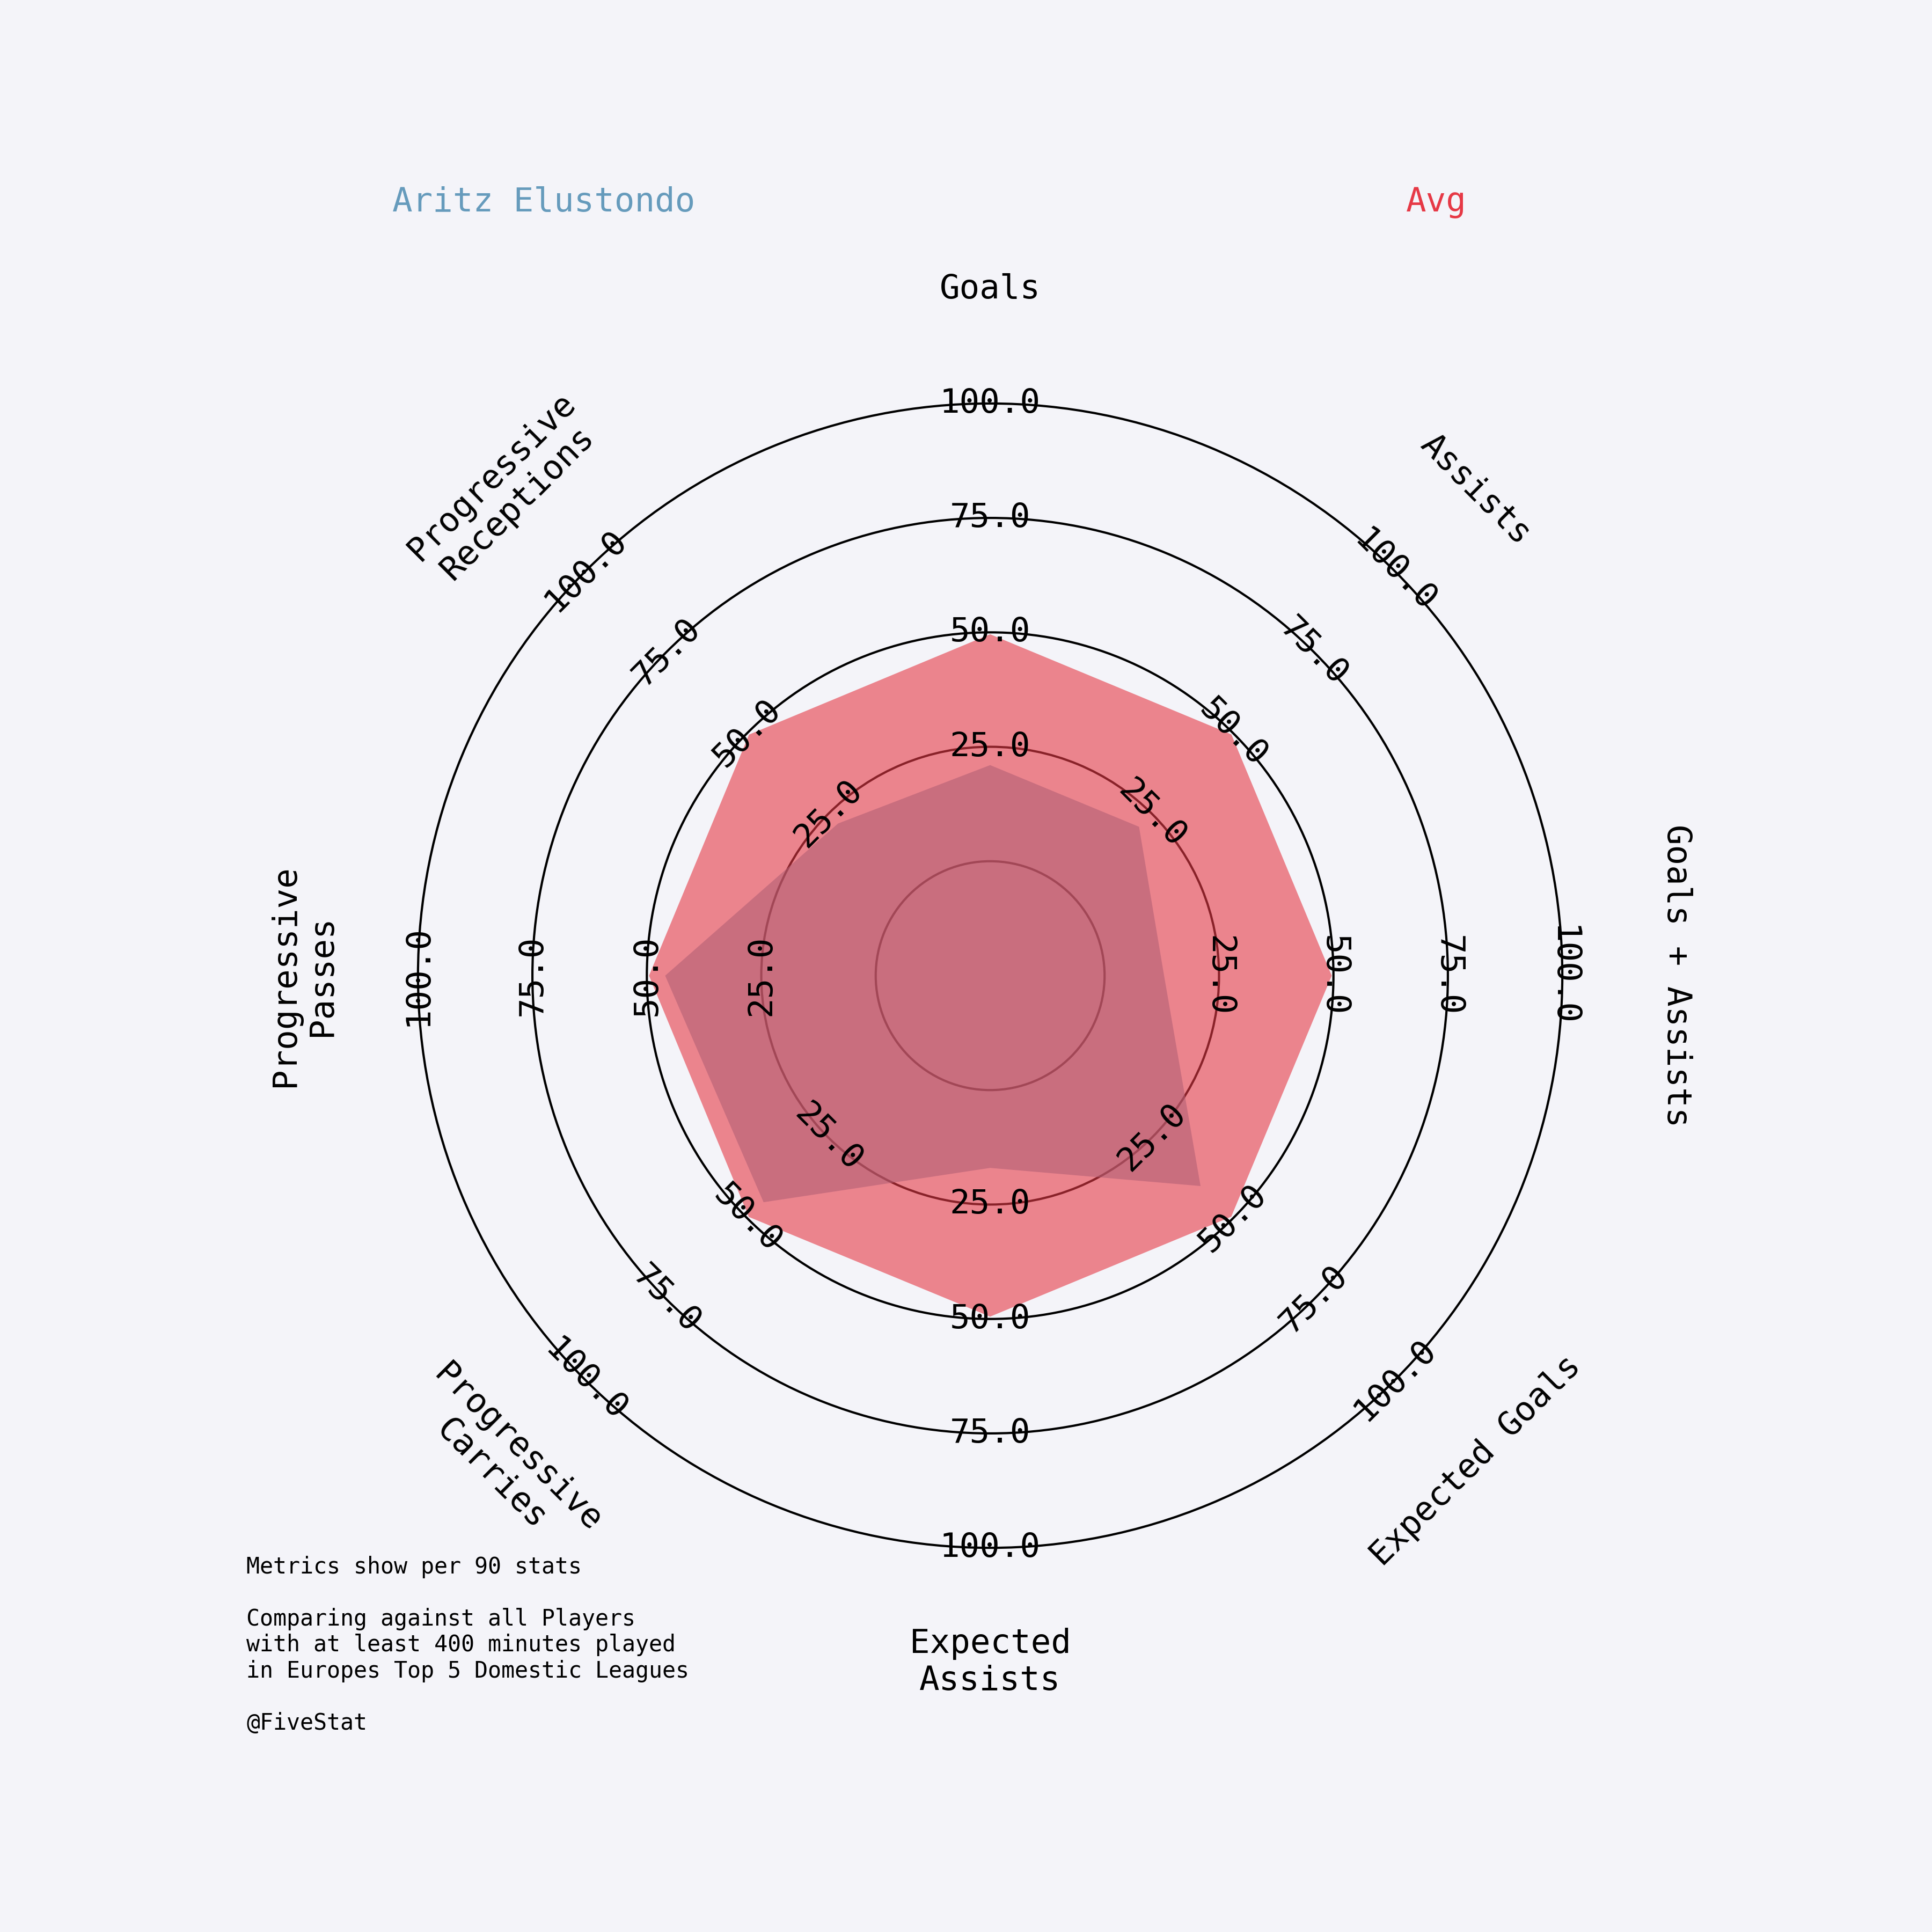 Aritz Elustondo
Avg
Goals
Assists
Goals + Assists
Expected Goals
Expected
Assists
Progressive
Carries
Progressive
Passes
Progressive
Receptions
25.0
50.0
75.0
100.0
25.0
50.0
75.0
100.0
25.0
50.0
75.0
100.0
25.0
50.0
75.0
100.0
25.0
50.0
75.0
100.0
25.0
50.0
75.0
100.0
25.0
50.0
75.0
100.0
25.0
50.0
75.0
100.0
Metrics show per 90 stats
Comparing against all Players
with at least 400 minutes played
in Europes Top 5 Domestic Leagues
@FiveStat